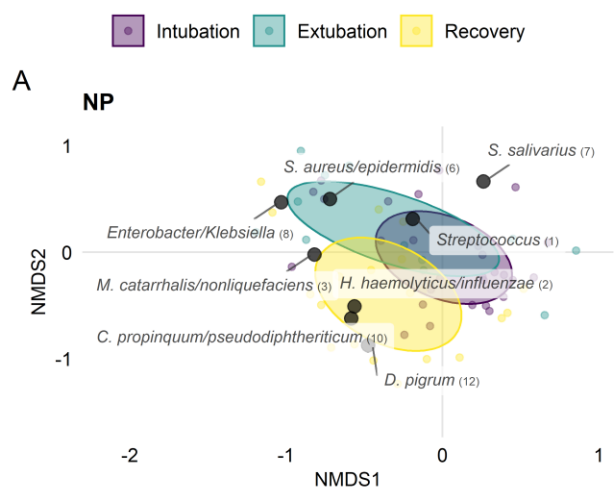 Intubation Extubation Recovery
A
NP
1
S. salivarius (7)
S. aureus/epidermidis (6)
Enterobacter/Klebsiella (8)
Streptococcus (1)
0
NMDS2
M. catarrhalis/nonliquefaciens (3)
H. haemolyticus/influenzae (2)
C. propinquum/pseudodiphtheriticum (10)
-1
D. pigrum (12)
-2 -1 0
NMDS1